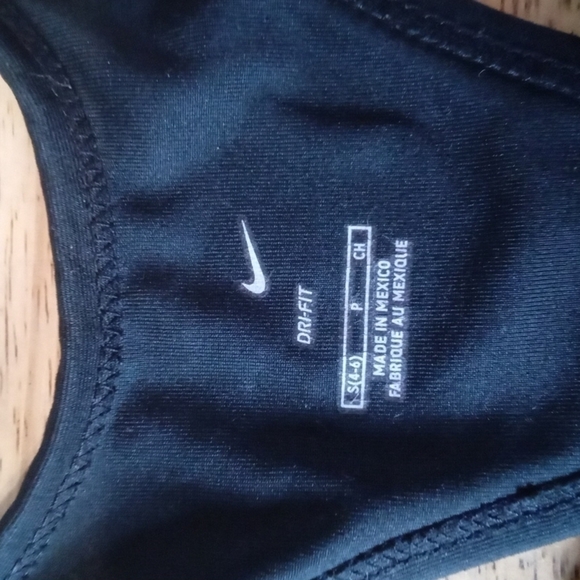 DRI-FIT
S(4-6) P CH
MADE IN MEXICO
FABRIQUE AU MEXIQUE